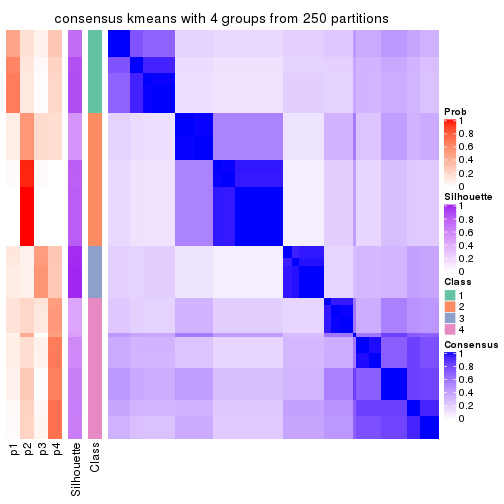 consensus kmeans with 4 groups from 250 partitions
Prob
1
0.8
0.6
0.4
0.2
0
Silhouette
1
0.8
0.6
0.4
0.2
0
Class
1
2
3
4
Consensus
1
0.8
0.6
0.4
0.2
0
p1
p2
p3
p4
Silhouette
Class